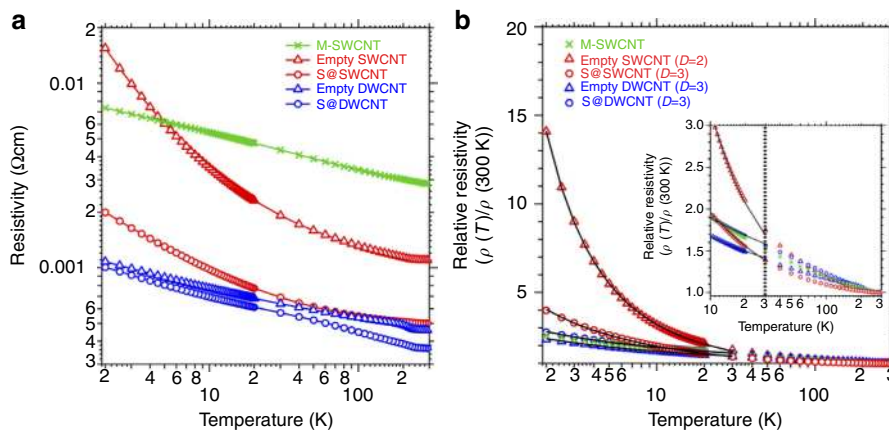 a
M-SWCNT
Empty SWCNT
S@SWCNT
Empty DWCNT
S@DWCNT
0.01
6
5
4
3
2
0.001
6
5
4
3
2 4 6 8 10 2 4 6 8 100 2
Temperature (K)
Resistivity (Ωcm)
b
M-SWCNT
Empty SWCNT (D=2)
S@SWCNT (D=3)
Empty DWCNT (D=3)
S@DWCNT (D=3)
20
15
10
5
2 3 4 5 6 10 2 3 4 5 6 100 2 3
Temperature (K)
Relative resistivity
(ρ (T)/ρ (300 K))
3.0
2.5
2.0
1.5
1.0
10 2 3 4 5 6 100 2 3
Temperature (K)
Relative resistivity
(ρ (T)/ρ (300 K))